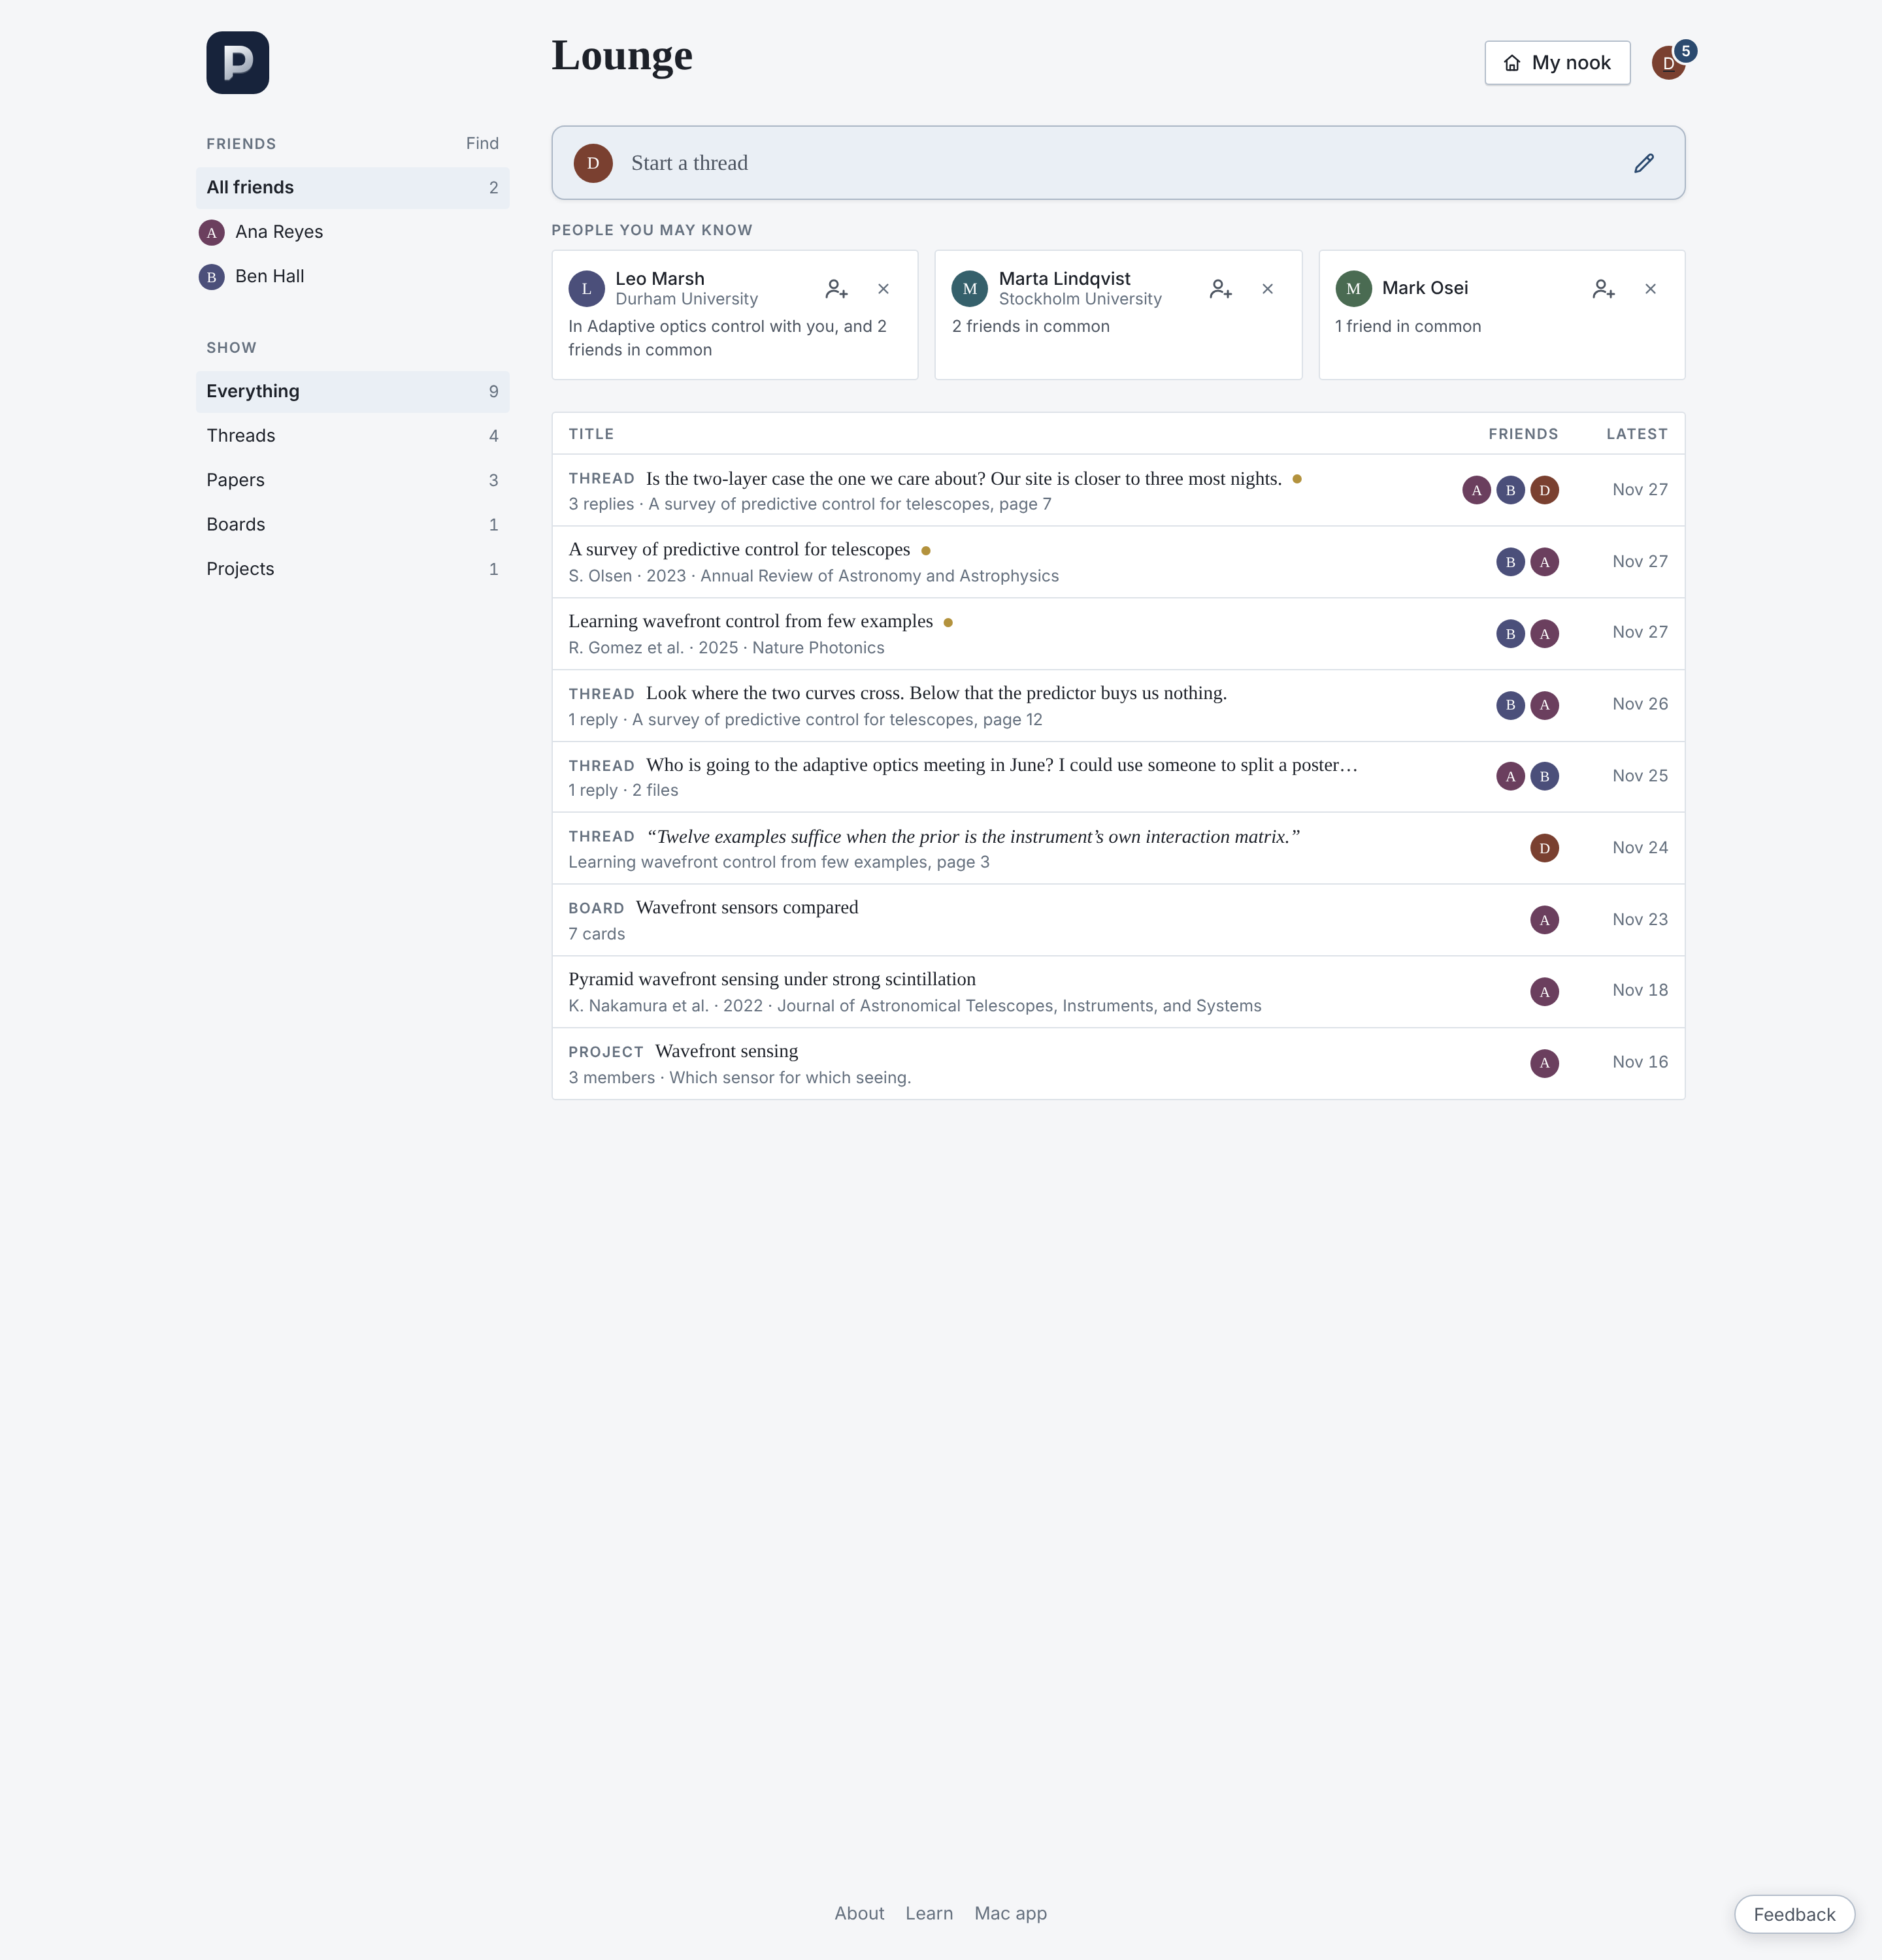 P
Lounge
My nook
D
5
FRIENDS
Find
All friends
2
A
Ana Reyes
B
Ben Hall
SHOW
Everything
9
Threads
4
Papers
3
Boards
1
Projects
1
D
Start a thread
PEOPLE YOU MAY KNOW
L
Leo Marsh
Durham University
In Adaptive optics control with you, and 2
friends in common
M
Marta Lindqvist
Stockholm University
2 friends in common
M
Mark Osei
1 friend in common
TITLE
FRIENDS
LATEST
THREAD Is the two-layer case the one we care about? Our site is closer to three most nights.
3 replies · A survey of predictive control for telescopes, page 7
A B D
Nov 27
A survey of predictive control for telescopes
S. Olsen · 2023 · Annual Review of Astronomy and Astrophysics
B A
Nov 27
Learning wavefront control from few examples
R. Gomez et al. · 2025 · Nature Photonics
B A
Nov 27
THREAD Look where the two curves cross. Below that the predictor buys us nothing.
1 reply · A survey of predictive control for telescopes, page 12
B A
Nov 26
THREAD Who is going to the adaptive optics meeting in June? I could use someone to split a poster…
1 reply · 2 files
A B
Nov 25
THREAD “Twelve examples suffice when the prior is the instrument’s own interaction matrix.”
Learning wavefront control from few examples, page 3
D
Nov 24
BOARD Wavefront sensors compared
7 cards
A
Nov 23
Pyramid wavefront sensing under strong scintillation
K. Nakamura et al. · 2022 · Journal of Astronomical Telescopes, Instruments, and Systems
A
Nov 18
PROJECT Wavefront sensing
3 members · Which sensor for which seeing.
A
Nov 16
About
Learn
Mac app
Feedback